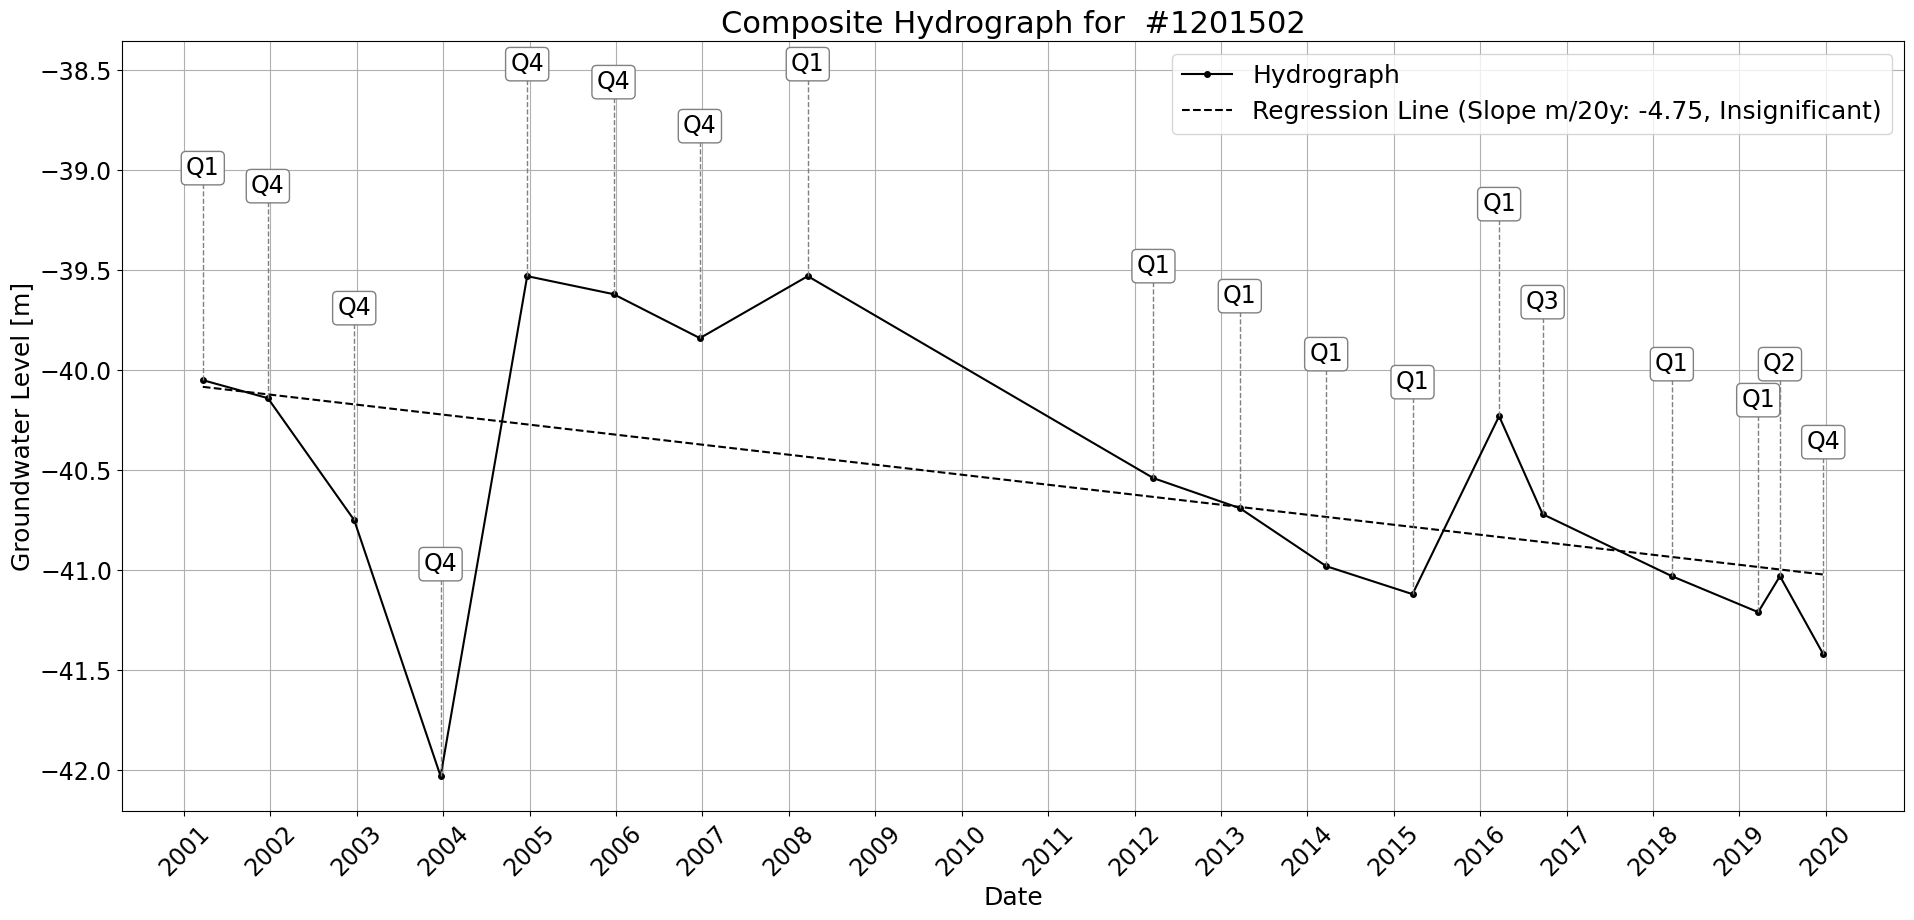 Composite Hydrograph for  #1201502
Hydrograph
Regression Line (Slope m/20y: -4.75, Insignificant)
Groundwater Level [m]
−38.5
−39.0
−39.5
−40.0
−40.5
−41.0
−41.5
−42.0
Q1
Q4
Q4
Q4
Q4
Q4
Q4
Q1
Q1
Q1
Q1
Q1
Q1
Q3
Q1
Q1
Q2
Q4
2001
2002
2003
2004
2005
2006
2007
2008
2009
2010
2011
2012
2013
2014
2015
2016
2017
2018
2019
2020
Date